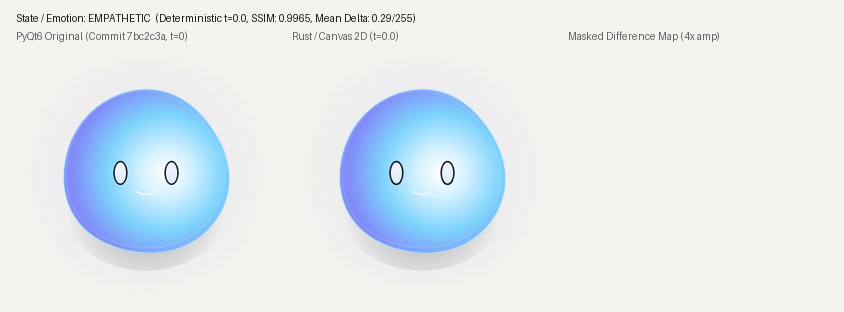 State / Emotion: EMPATHETIC (Deterministic t=0.0, SSIM: 0.9965, Mean Delta: 0.29/255)
PyQt6 Original (Commit 7bc2c3a, t=0)
Rust / Canvas 2D (t=0.0)
Masked Difference Map (4x amp)